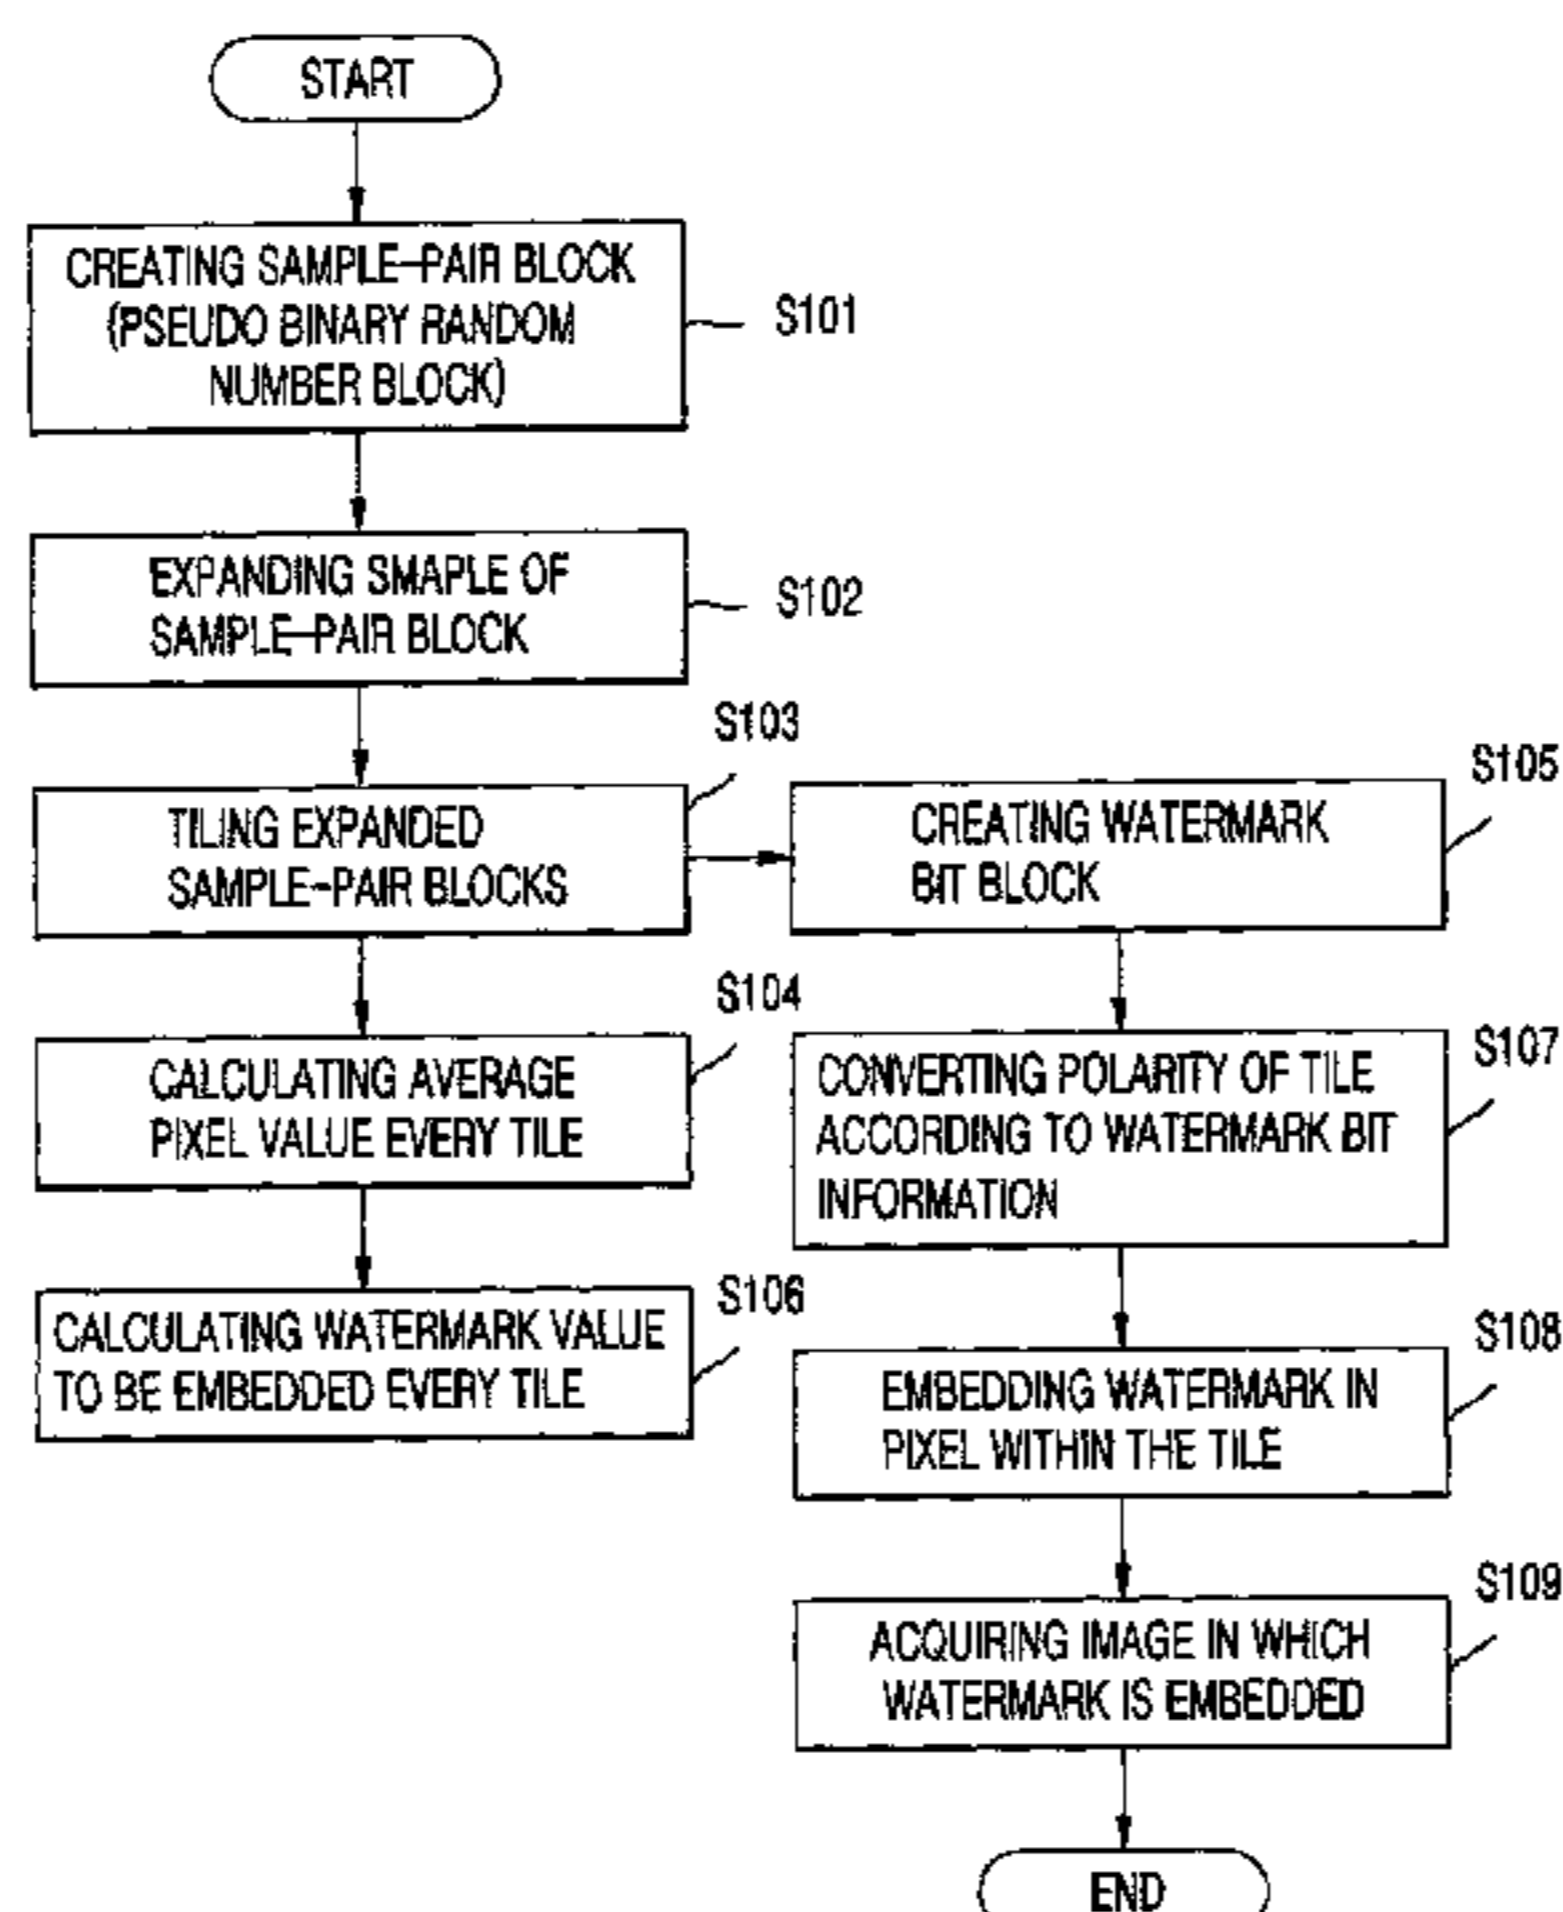 START
CREATING SAMPLE-PAIR BLOCK
(PSEUDO BINARY RANDOM
NUMBER BLOCK)
S101
EXPANDING SMAPLE OF
SAMPLE-PAIR BLOCK
S102
S103
TILING EXPANDED
SAMPLE-PAIR BLOCKS
S105
CREATING WATERMARK
BIT BLOCK
S104
CALCULATING AVERAGE
PIXEL VALUE EVERY TILE
S107
CONVERTING POLARITY OF TILE
ACCORDING TO WATERMARK BIT
INFORMATION
S106
CALCULATING WATERMARK VALUE
TO BE EMBEDDED EVERY TILE
S108
EMBEDDING WATERMARK IN
PIXEL WITHIN THE TILE
S109
ACQUIRING IMAGE IN WHICH
WATERMARK IS EMBEDDED
END